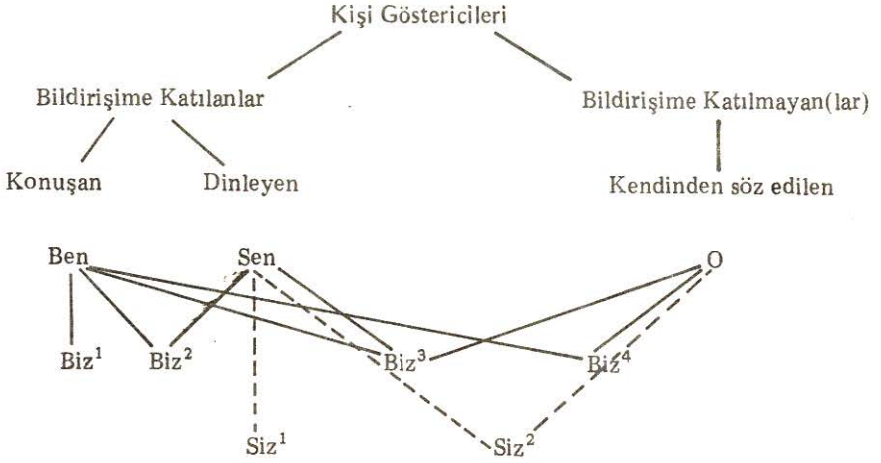 Kişi Göstericileri
Bildirişime Katılanlar Bildirişime Katılmayan(lar)
Konuşan Dinleyen Kendinden söz edilen
Ben Sen O
Biz¹ Biz² Biz³ Biz⁴
Siz¹ Siz²